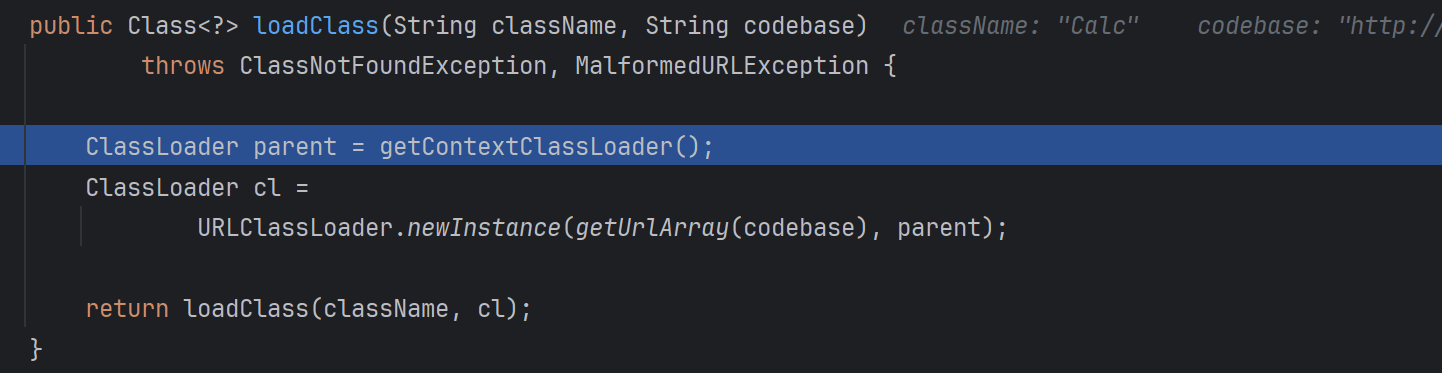 public Class<?> loadClass(String className, String codebase)   className: "Calc"    codebase: "http://
        throws ClassNotFoundException, MalformedURLException {
    ClassLoader parent = getContextClassLoader();
    ClassLoader cl =
            URLClassLoader.newInstance(getUrlArray(codebase), parent);
    return loadClass(className, cl);
}